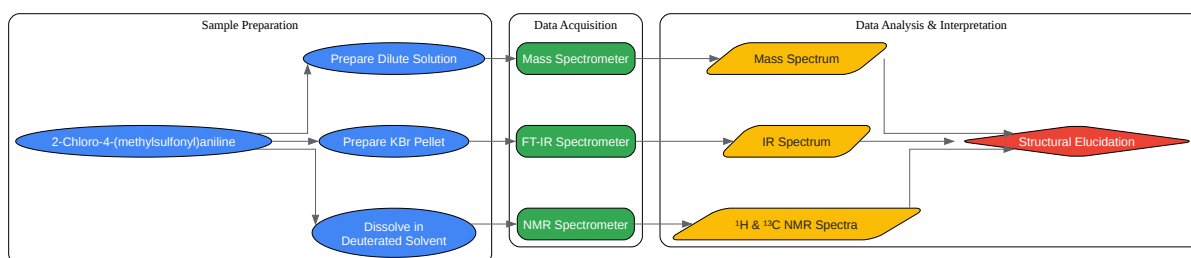 Sample Preparation
Data Acquisition
Data Analysis & Interpretation
Prepare Dilute Solution
Mass Spectrometer
Mass Spectrum
2-Chloro-4-(methylsulfonyl)aniline
Prepare KBr Pellet
FT-IR Spectrometer
IR Spectrum
Structural Elucidation
Dissolve in
Deuterated Solvent
NMR Spectrometer
¹H & ¹³C NMR Spectra